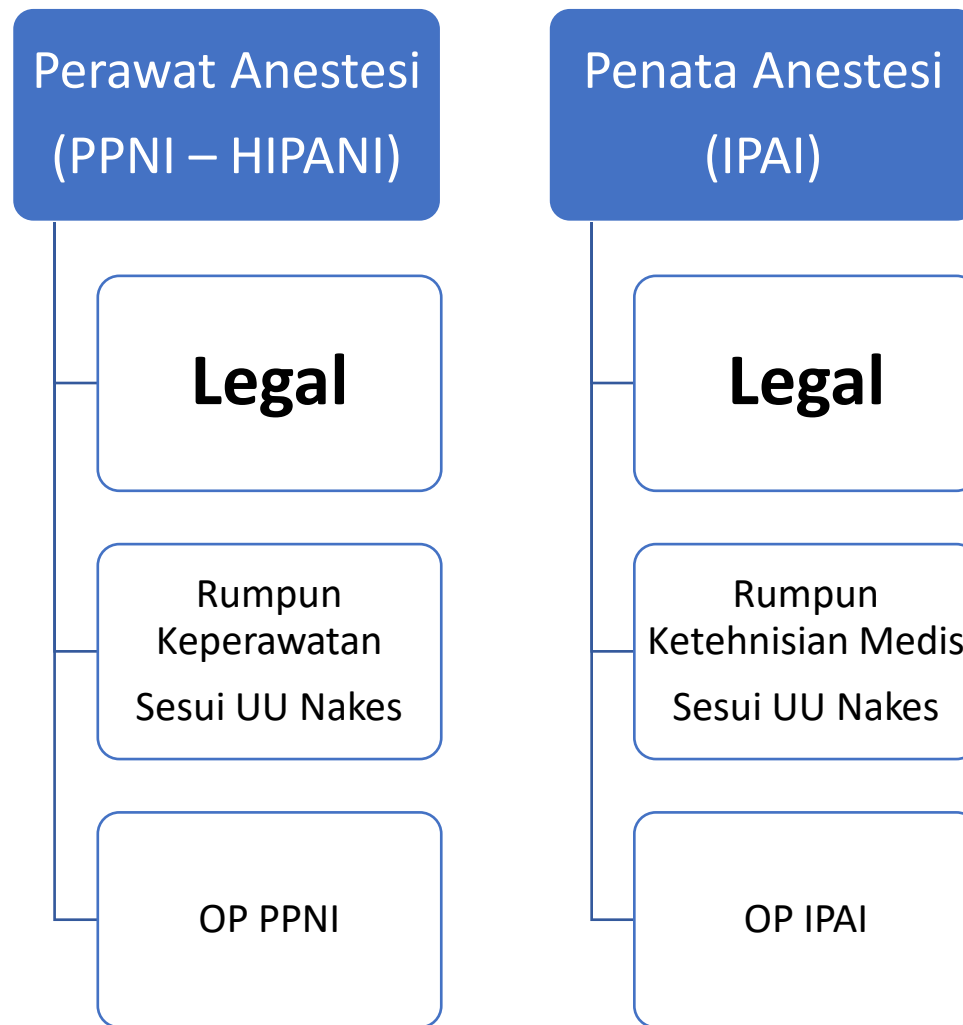 Perawat Anestesi
(PPNI – HIPANI)
Legal
Rumpun
Keperawatan
Sesui UU Nakes
OP PPNI
Penata Anestesi
(IPAI)
Legal
Rumpun
Ketehnisian Medis
Sesui UU Nakes
OP IPAI